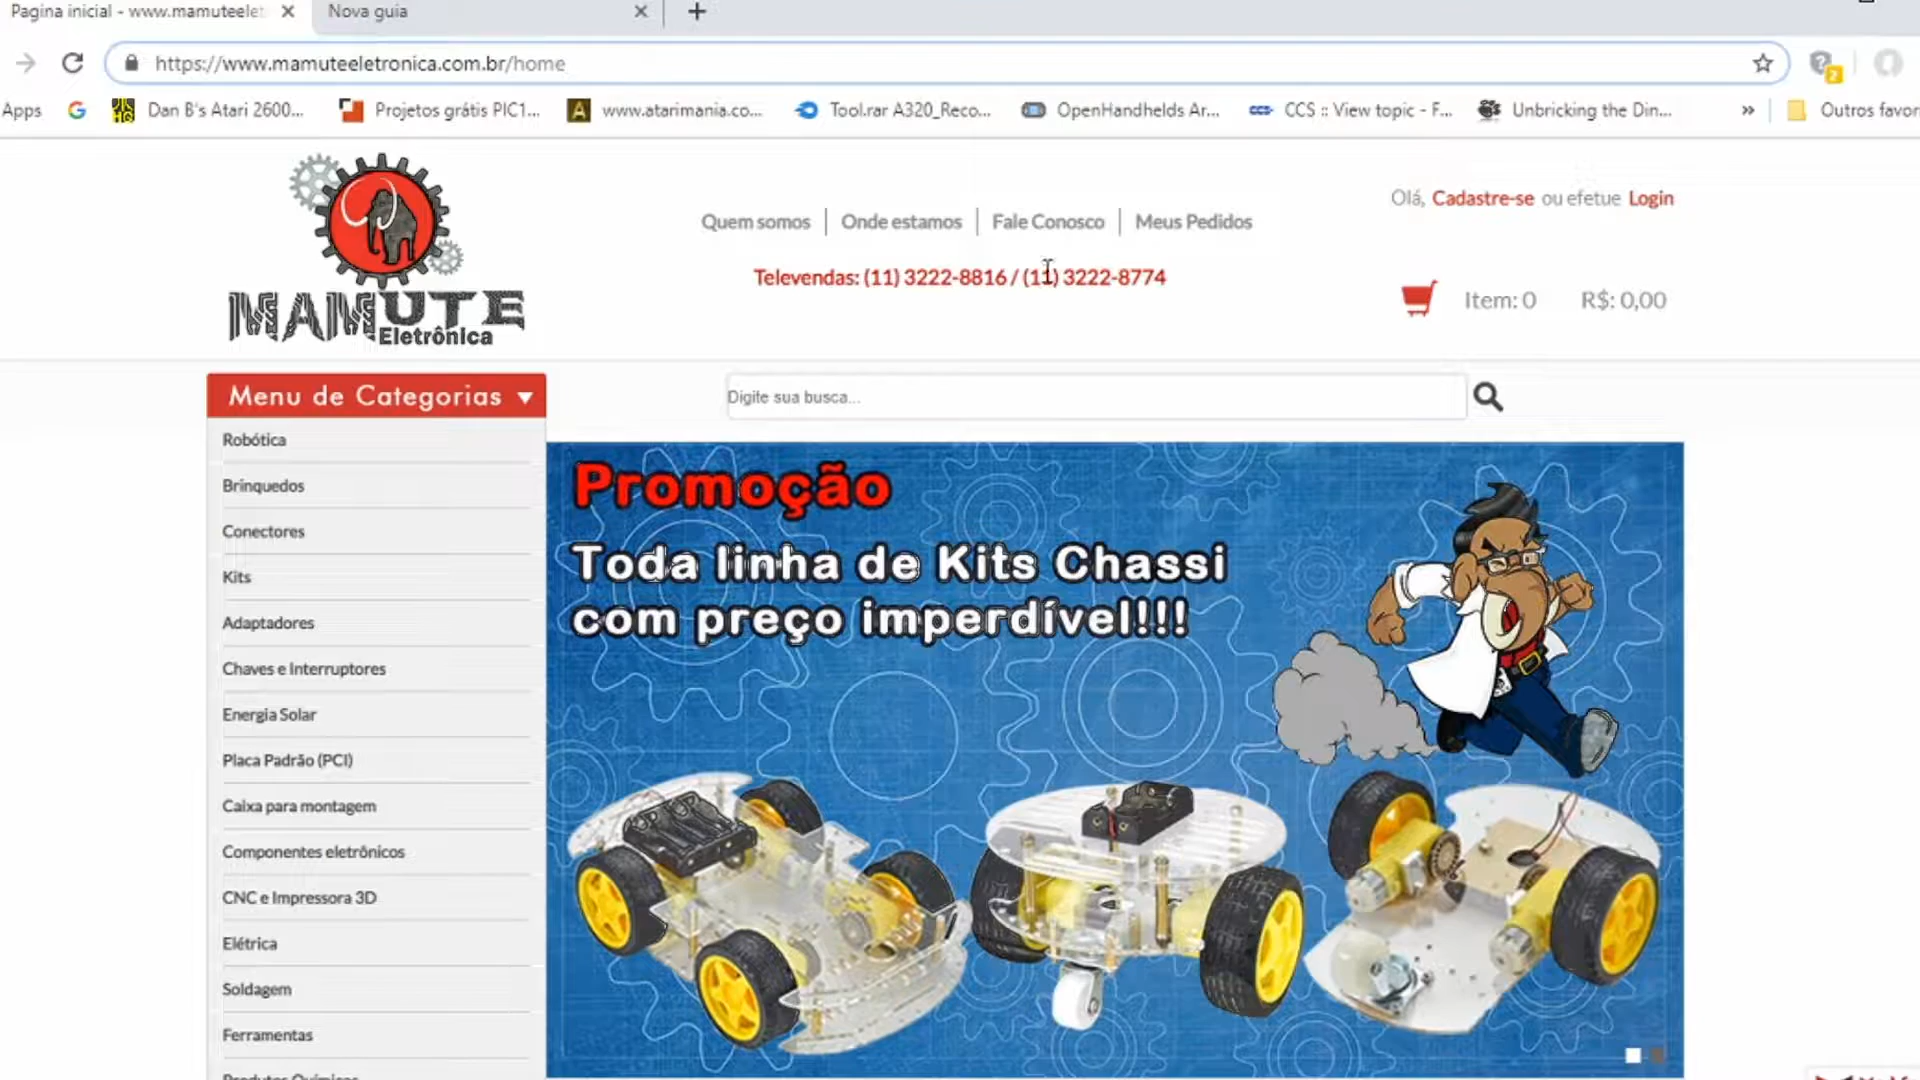 Pagina inicial - www.mamuteelet
Nova guia
https://www.mamuteeletronica.com.br/home
Apps
Dan B's Atari 2600...
Projetos grátis PIC1...
www.atarimania.co...
Tool.rar A320_Reco...
OpenHandhelds Ar...
CCS :: View topic - F...
Unbricking the Din...
»
Outros favor
Quem somos
Onde estamos
Fale Conosco
Meus Pedidos
Olá, Cadastre-se ou efetue Login
Televendas: (11) 3222-8816 / (11) 3222-8774
Item: 0 R$: 0,00
MAMUTE
Eletrônica
Menu de Categorias
Digite sua busca...
Robótica
Brinquedos
Conectores
Kits
Adaptadores
Chaves e Interruptores
Energia Solar
Placa Padrão (PCI)
Caixa para montagem
Componentes eletrônicos
CNC e Impressora 3D
Elétrica
Soldagem
Ferramentas
Produtos Químicos
Promoção
Toda linha de Kits Chassi
com preço imperdível!!!